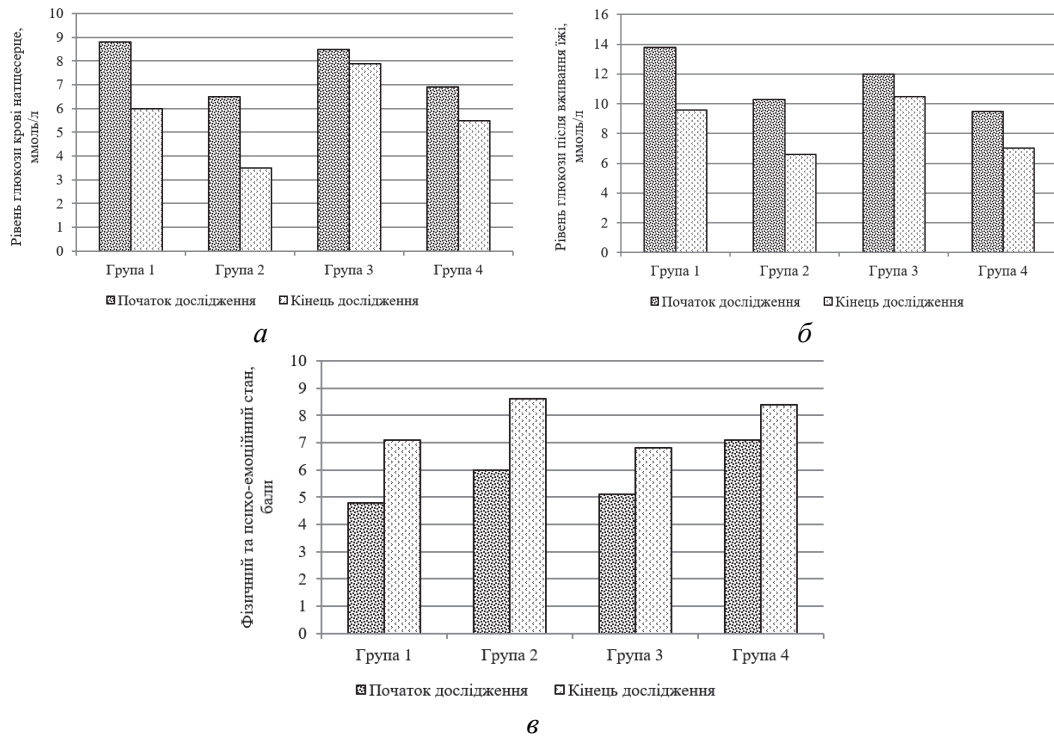 Рівень глюкози крові натщесерце,
ммоль/л
10
9
8
7
6
5
4
3
2
1
0
Група 1
Група 2
Група 3
Група 4
Початок дослідження
Кінець дослідження
а
Рівень глюкози після вживання їжі,
ммоль/л
16
14
12
10
8
6
4
2
0
Група 1
Група 2
Група 3
Група 4
Початок дослідження
Кінець дослідження
б
Фізичний та психо-емоційний стан,
бали
10
9
8
7
6
5
4
3
2
1
0
Група 1
Група 2
Група 3
Група 4
Початок дослідження
Кінець дослідження
в